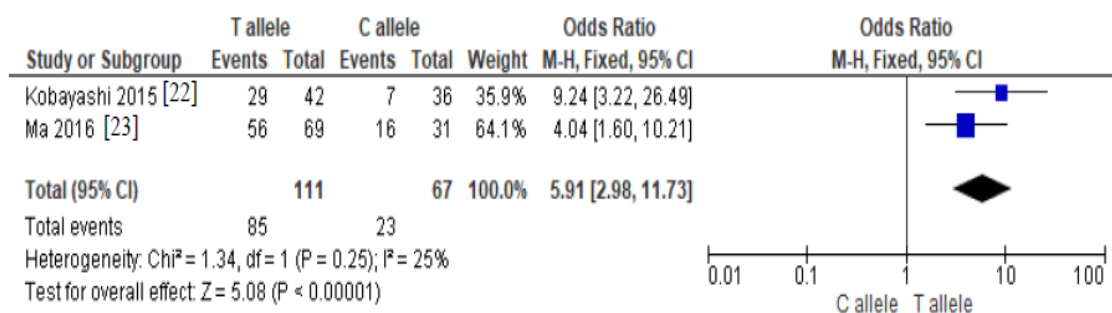 T allele C allele Odds Ratio Odds Ratio
Study or Subgroup Events Total Events Total Weight M-H, Fixed, 95% CI M-H, Fixed, 95% CI
Kobayashi 2015 [22] 29 42 7 36 35.9% 9.24 [3.22, 26.49]
Ma 2016 [23] 56 69 16 31 64.1% 4.04 [1.60, 10.21]
Total (95% CI) 111 67 100.0% 5.91 [2.98, 11.73]
Total events 85 23
Heterogeneity: Chi² = 1.34, df = 1 (P = 0.25); I² = 25%
Test for overall effect: Z = 5.08 (P < 0.00001)
0.01 0.1 1 10 100
C allele T allele